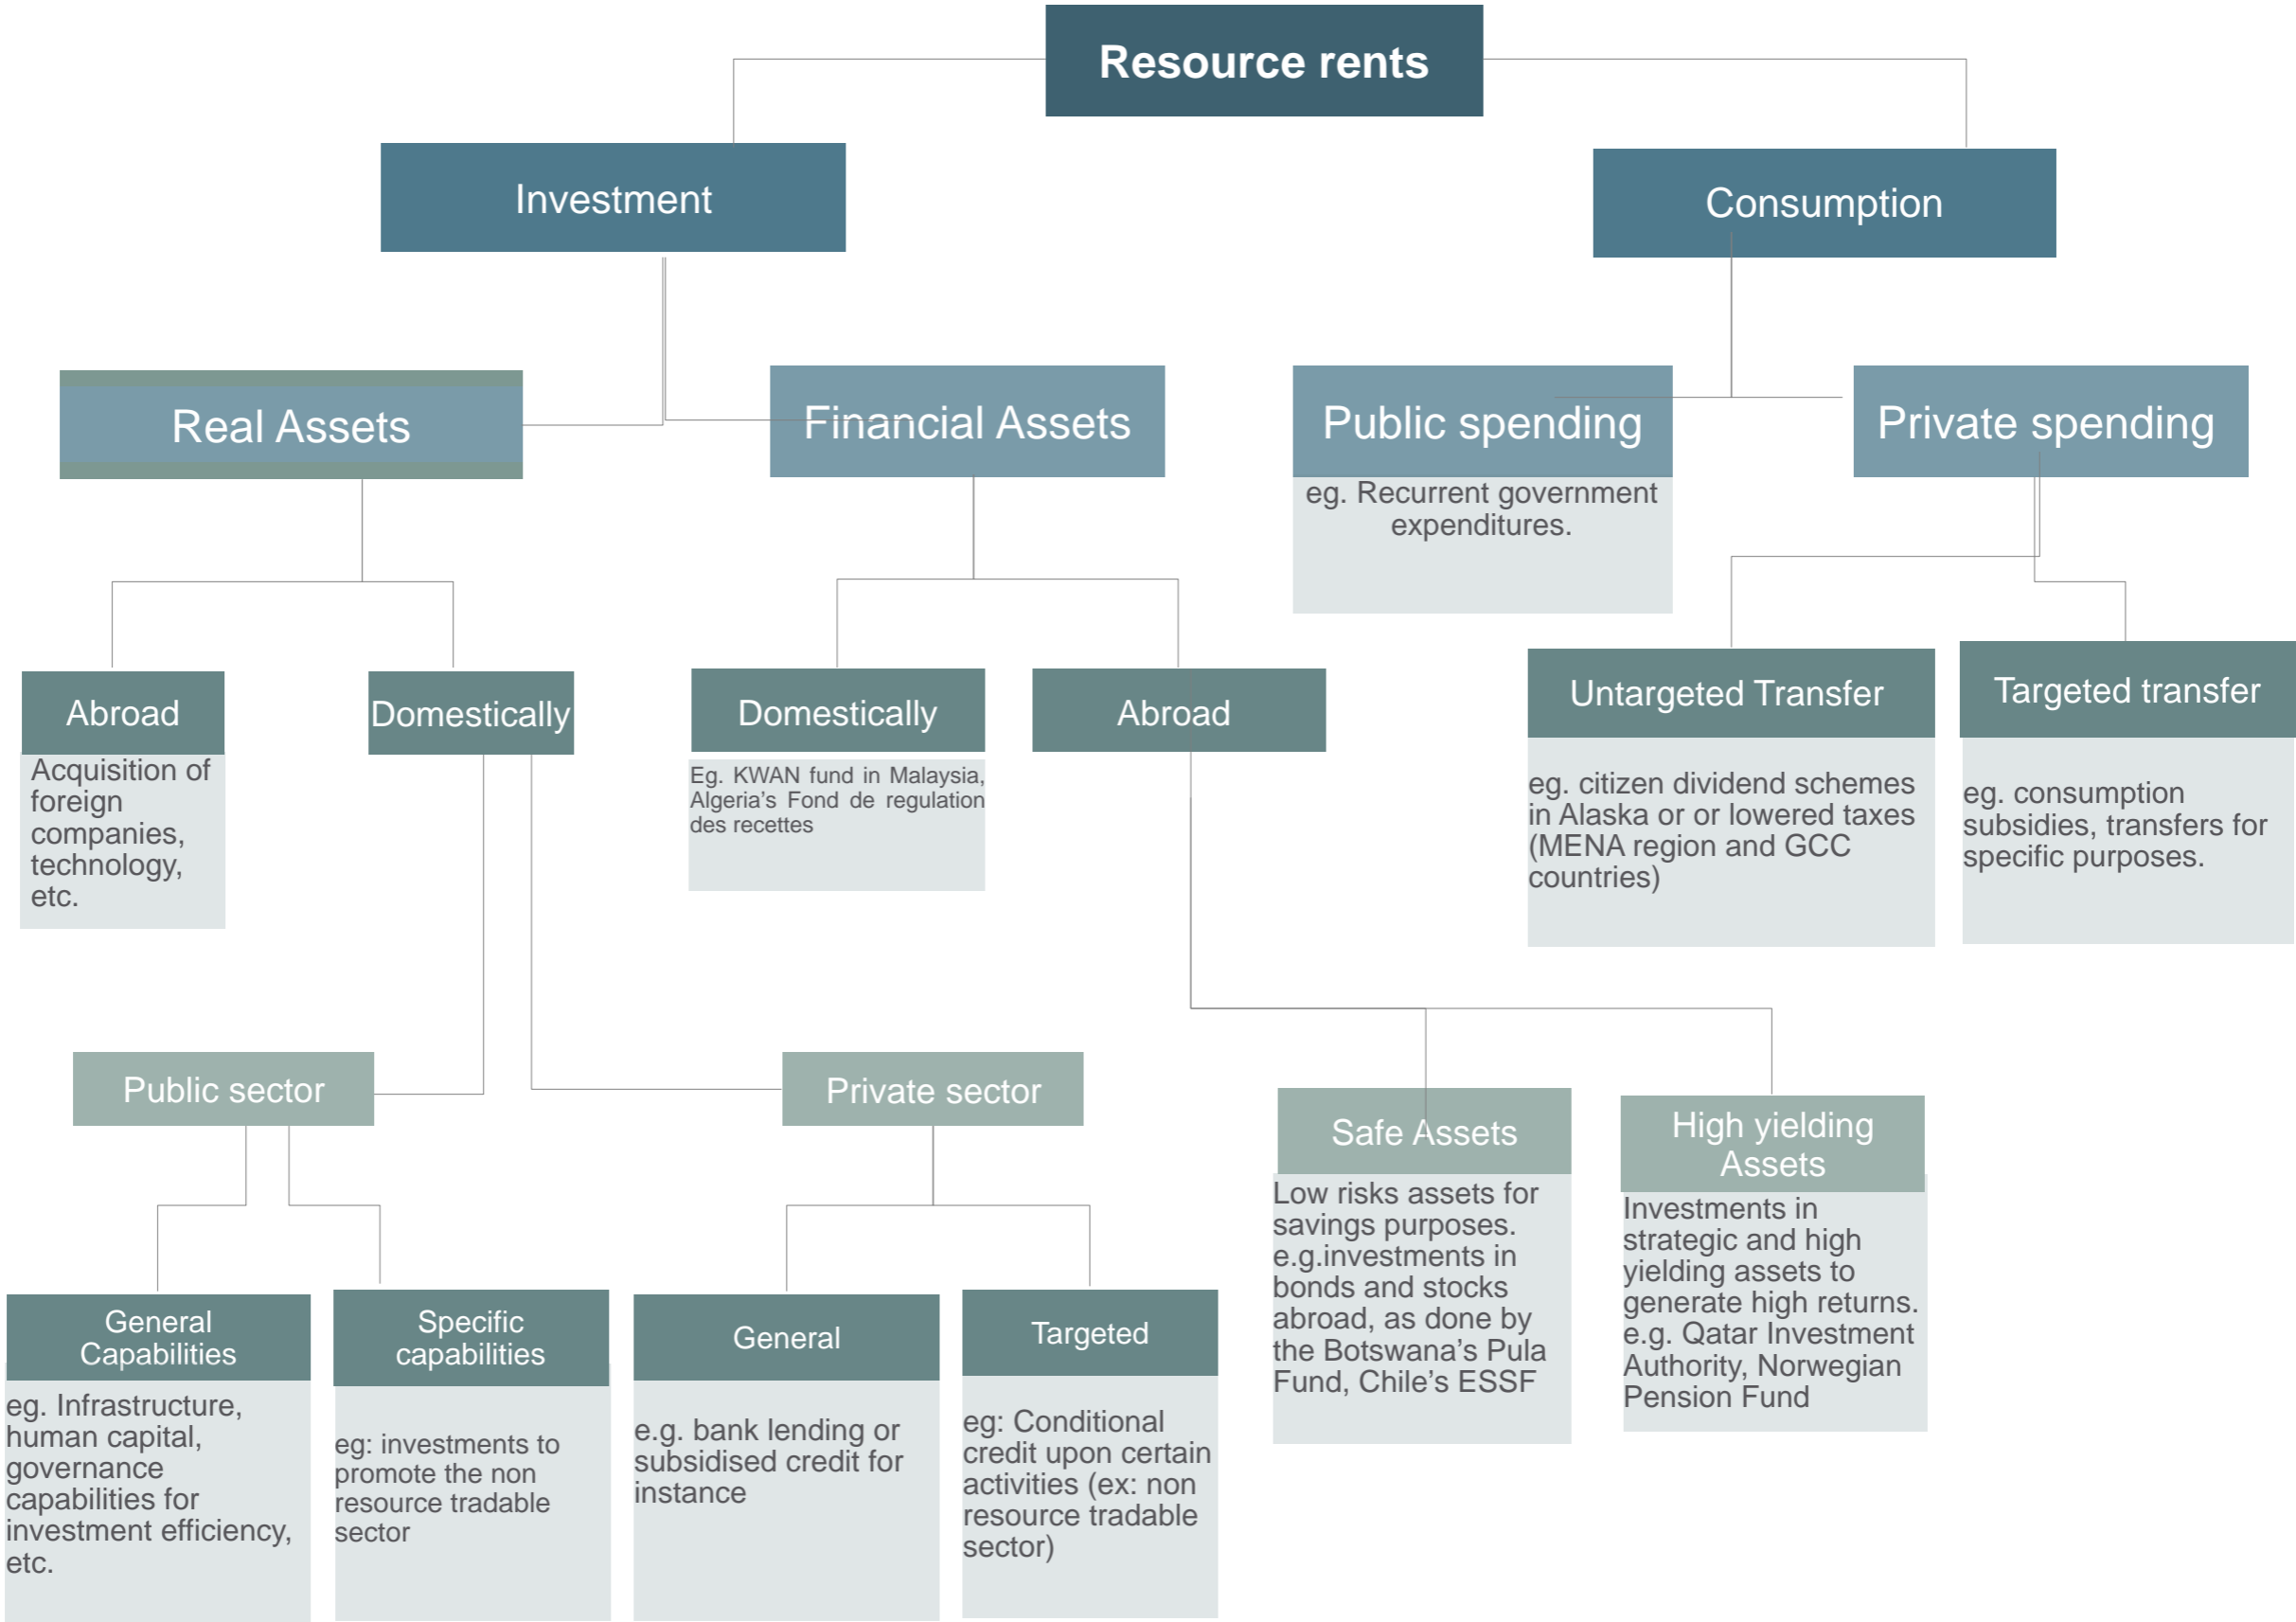 Resource rents
Investment
Consumption
Real Assets
Financial Assets
Public spending
eg. Recurrent government
expenditures.
Private spending
Abroad
Acquisition of
foreign
companies,
technology,
etc.
Domestically
Domestically
Eg. KWAN fund in Malaysia,
Algeria's Fond de regulation
des recettes
Abroad
Untargeted Transfer
eg. citizen dividend schemes
in Alaska or or lowered taxes
(MENA region and GCC
countries)
Targeted transfer
eg. consumption
subsidies, transfers for
specific purposes.
Public sector
Private sector
Safe Assets
Low risks assets for
savings purposes.
e.g.investments in
bonds and stocks
abroad, as done by
the Botswana's Pula
Fund, Chile's ESSF
High yielding
Assets
Investments in
strategic and high
yielding assets to
generate high returns.
e.g. Qatar Investment
Authority, Norwegian
Pension Fund
General
Capabilities
eg. Infrastructure,
human capital,
governance
capabilities for
investment efficiency,
etc.
Specific
capabilities
eg: investments to
promote the non
resource tradable
sector
General
e.g. bank lending or
subsidised credit for
instance
Targeted
eg: Conditional
credit upon certain
activities (ex: non
resource tradable
sector)